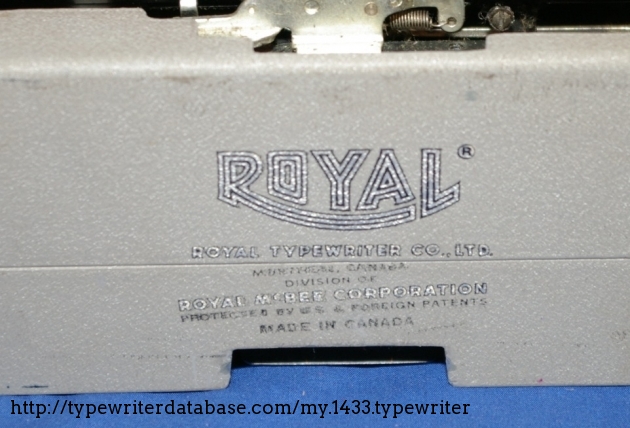 ROYAL®
ROYAL TYPEWRITER CO., LTD.
MONTREAL, CANADA
DIVISION OF
ROYAL McBEE CORPORATION
PROTECTED BY U.S. & FOREIGN PATENTS
MADE IN CANADA
http://typewriterdatabase.com/my.1433.typewriter